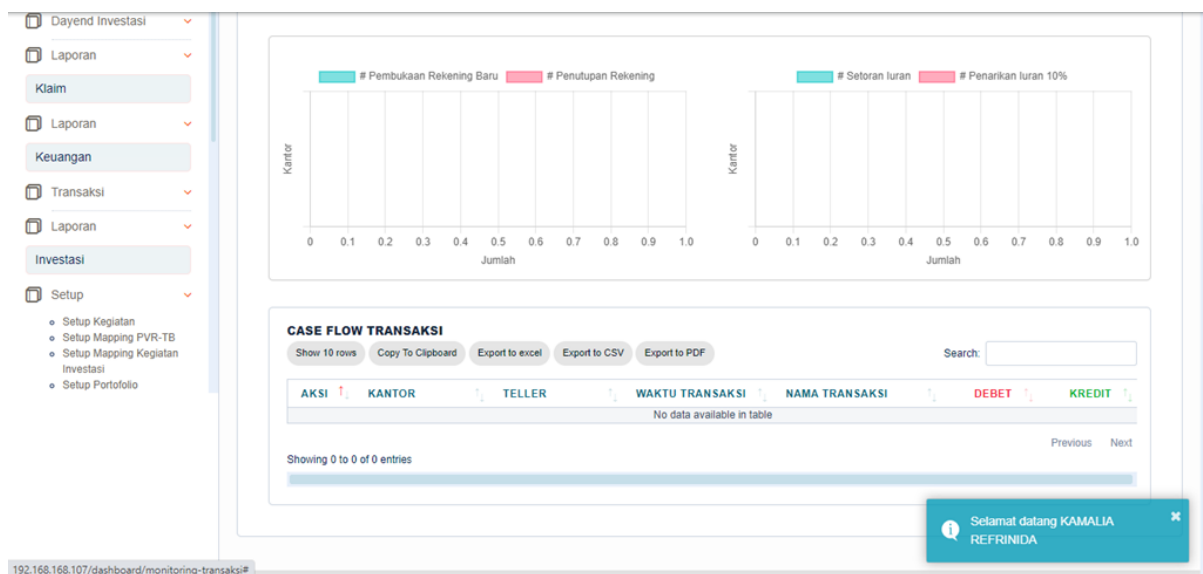 Dayend Investasi
Laporan
Klaim
Laporan
Keuangan
Transaksi
Laporan
Investasi
Setup
Setup Kegiatan
Setup Mapping PVR-TB
Setup Mapping Kegiatan
Investasi
Setup Portofolio
# Pembukaan Rekening Baru # Penutupan Rekening
Kantor
0 0.1 0.2 0.3 0.4 0.5 0.6 0.7 0.8 0.9 1.0
Jumlah
# Setoran Iuran # Penarikan Iuran 10%
Kantor
0 0.1 0.2 0.3 0.4 0.5 0.6 0.7 0.8 0.9 1.0
Jumlah
CASE FLOW TRANSAKSI
Show 10 rows Copy To Clipboard Export to excel Export to CSV Export to PDF Search:
AKSI KANTOR TELLER WAKTU TRANSAKSI NAMA TRANSAKSI DEBET KREDIT
No data available in table
Previous Next
Showing 0 to 0 of 0 entries
Selamat datang KAMALIA
REFRINIDA
192.168.168.107/dashboard/monitoring-transaksi#